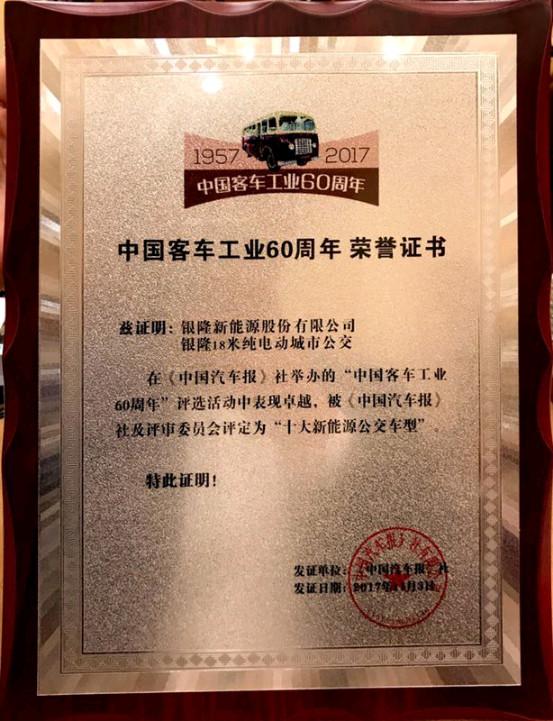 1957 2017
中国客车工业60周年
中国客车工业60周年 荣誉证书
兹证明：银隆新能源股份有限公司
银隆18米纯电动城市公交
在《中国汽车报》社举办的“中国客车工业
60周年”评选活动中表现卓越，被《中国汽车报》
社及评审委员会评定为“十大新能源公交车型”。
特此证明！
发证单位：《中国汽车报》社
发证日期：2017年11月3日